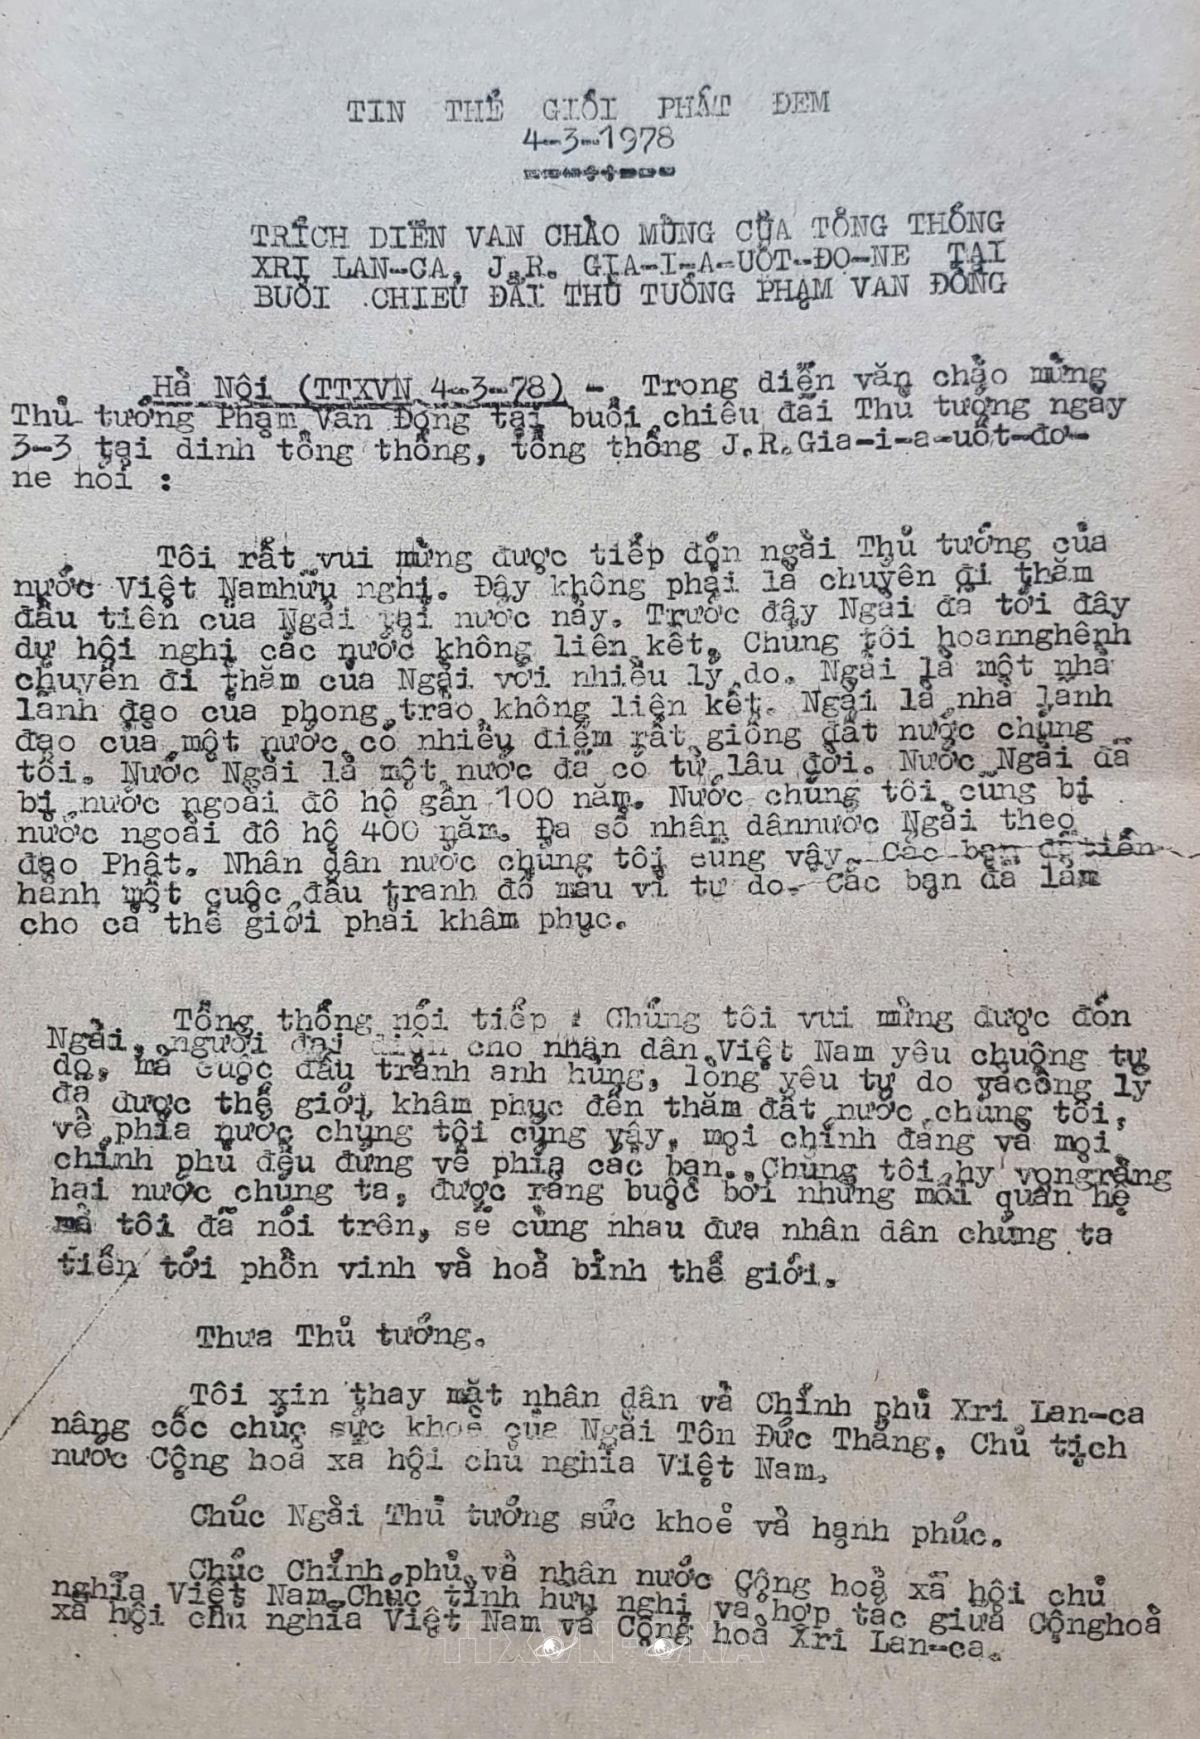 TIN THẾ GIỚI PHÁT ĐEM
4-3-1978
TRÍCH DIỄN VAN CHÀO MỪNG CỦA TỔNG THỐNG
XRI LAN-CA, J.R. GIA-I-A-UỐT-ĐO-NE TẠI
BUỔI CHIEU ĐÃI THỦ TUỐNG PHẠM VAN ĐỒNG
Hà Nội (TTXVN 4-3-78) - Trong diễn văn chào mừng
Thủ tướng Phạm Van Đồng tại buổi chiêu đãi Thủ tướng ngày
3-3 tại dinh tổng thống, tổng thống J.R.Gia-i-a-uốt-đơ-
ne nói :
Tôi rất vui mừng được tiếp đón ngài Thủ tướng của
nước Việt Namhữu nghị. Đây không phải là chuyến đi thăm
đầu tiên của Ngài tại nước này. Trước đây Ngài đã tới đây
dự hội nghị các nước không liên kết. Chúng tôi hoannghênh
chuyến đi thăm của Ngài với nhiều lý do. Ngài là một nhà
lãnh đạo của phong trào không liên kết. Ngài là nhà lãnh
đạo của một nước có nhiều điểm rất giống đất nước chúng
tôi. Nước Ngài là một nước đã có từ lâu đời. Nước Ngài đã
bị nước ngoài đô hộ gần 100 năm. Nước chúng tôi cũng bị
nước ngoài đô hộ 400 năm. Đa số nhân dânnước Ngài theo
đạo Phật. Nhân dân nước chúng tôi cũng vậy. Các bạn đã tiến
hành một cuộc đấu tranh đổ máu vì tự do. Các bạn đã làm
cho cả thế giới phải khâm phục.
Tổng thống nói tiếp : Chúng tôi vui mừng được đón
Ngài, người đại diện cho nhân dân Việt Nam yêu chuộng tự
do, mà cuộc đấu tranh anh hùng, lòng yêu tự do vàcông lý
đã được thế giới khâm phục đến thăm đất nước chúng tôi,
về phía nước chúng tôi cũng vậy, mọi chính đảng và mọi
chính phủ đều đứng về phía các bạn. Chúng tôi hy vọngrằng
hai nước chúng ta, được ràng buộc bởi những mối quan hệ
mà tôi đã nói trên, sẽ cùng nhau đưa nhân dân chúng ta
tiến tới phồn vinh và hoà bình thế giới.
Thưa Thủ tướng.
Tôi xin thay mặt nhân dân và Chính phủ Xri Lan-ca
nâng cốc chúc sức khoẻ của Ngài Tôn Đức Thắng, Chủ tịch
nước Cộng hoà xã hội chủ nghĩa Việt Nam.
Chúc Ngài Thủ tướng sức khoẻ và hạnh phúc.
Chúc Chính phủ và nhân nước Cộng hoà xã hội chủ
nghĩa Việt Nam.Chúc tình hữu nghị và hợp tác giữa Cộnghoà
xã hội chủ nghĩa Việt Nam và Cộng hoà Xri Lan-ca.